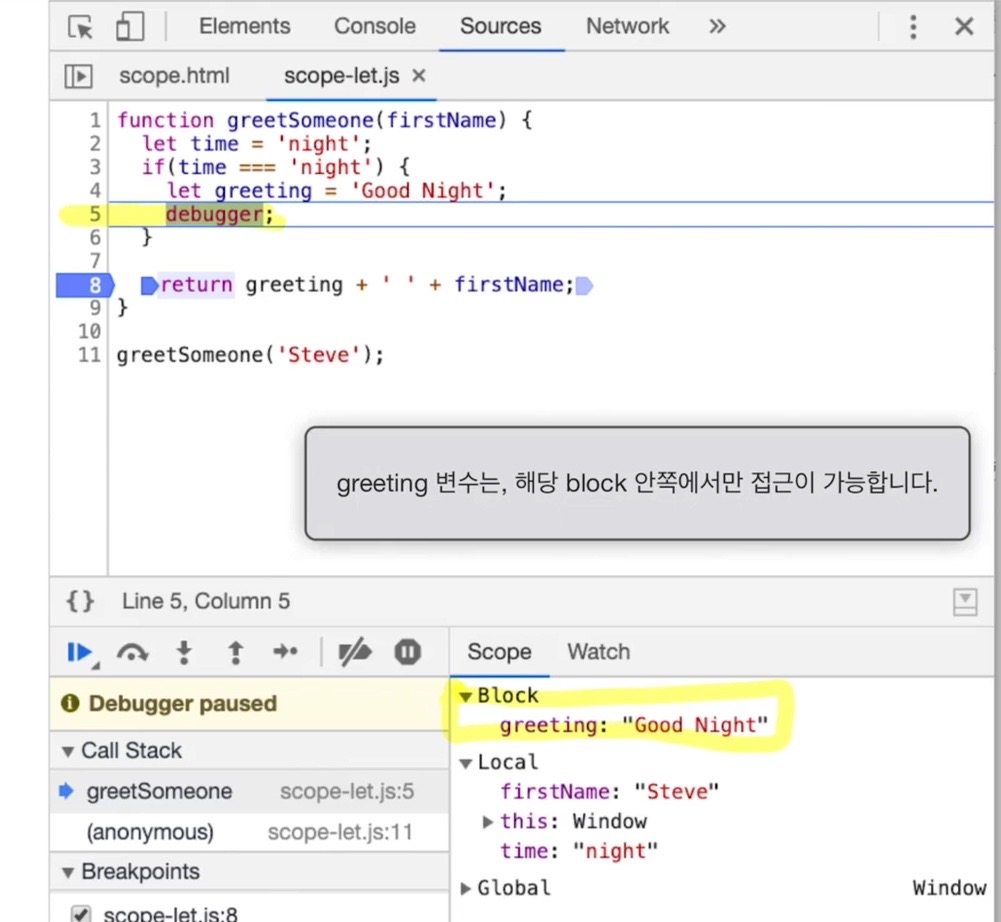 Elements Console Sources Network »
scope.html scope-let.js ×
1 function greetSomeone(firstName) {
2 let time = 'night';
3 if(time === 'night') {
4 let greeting = 'Good Night';
5 debugger;
6 }
7
8 return greeting + ' ' + firstName;
9 }
10
11 greetSomeone('Steve');
greeting 변수는, 해당 block 안쪽에서만 접근이 가능합니다.
{} Line 5, Column 5
Scope Watch
Debugger paused
Call Stack
greetSomeone scope-let.js:5
(anonymous) scope-let.js:11
Breakpoints
scope-let.js:8
Block
greeting: "Good Night"
Local
firstName: "Steve"
this: Window
time: "night"
Global Window